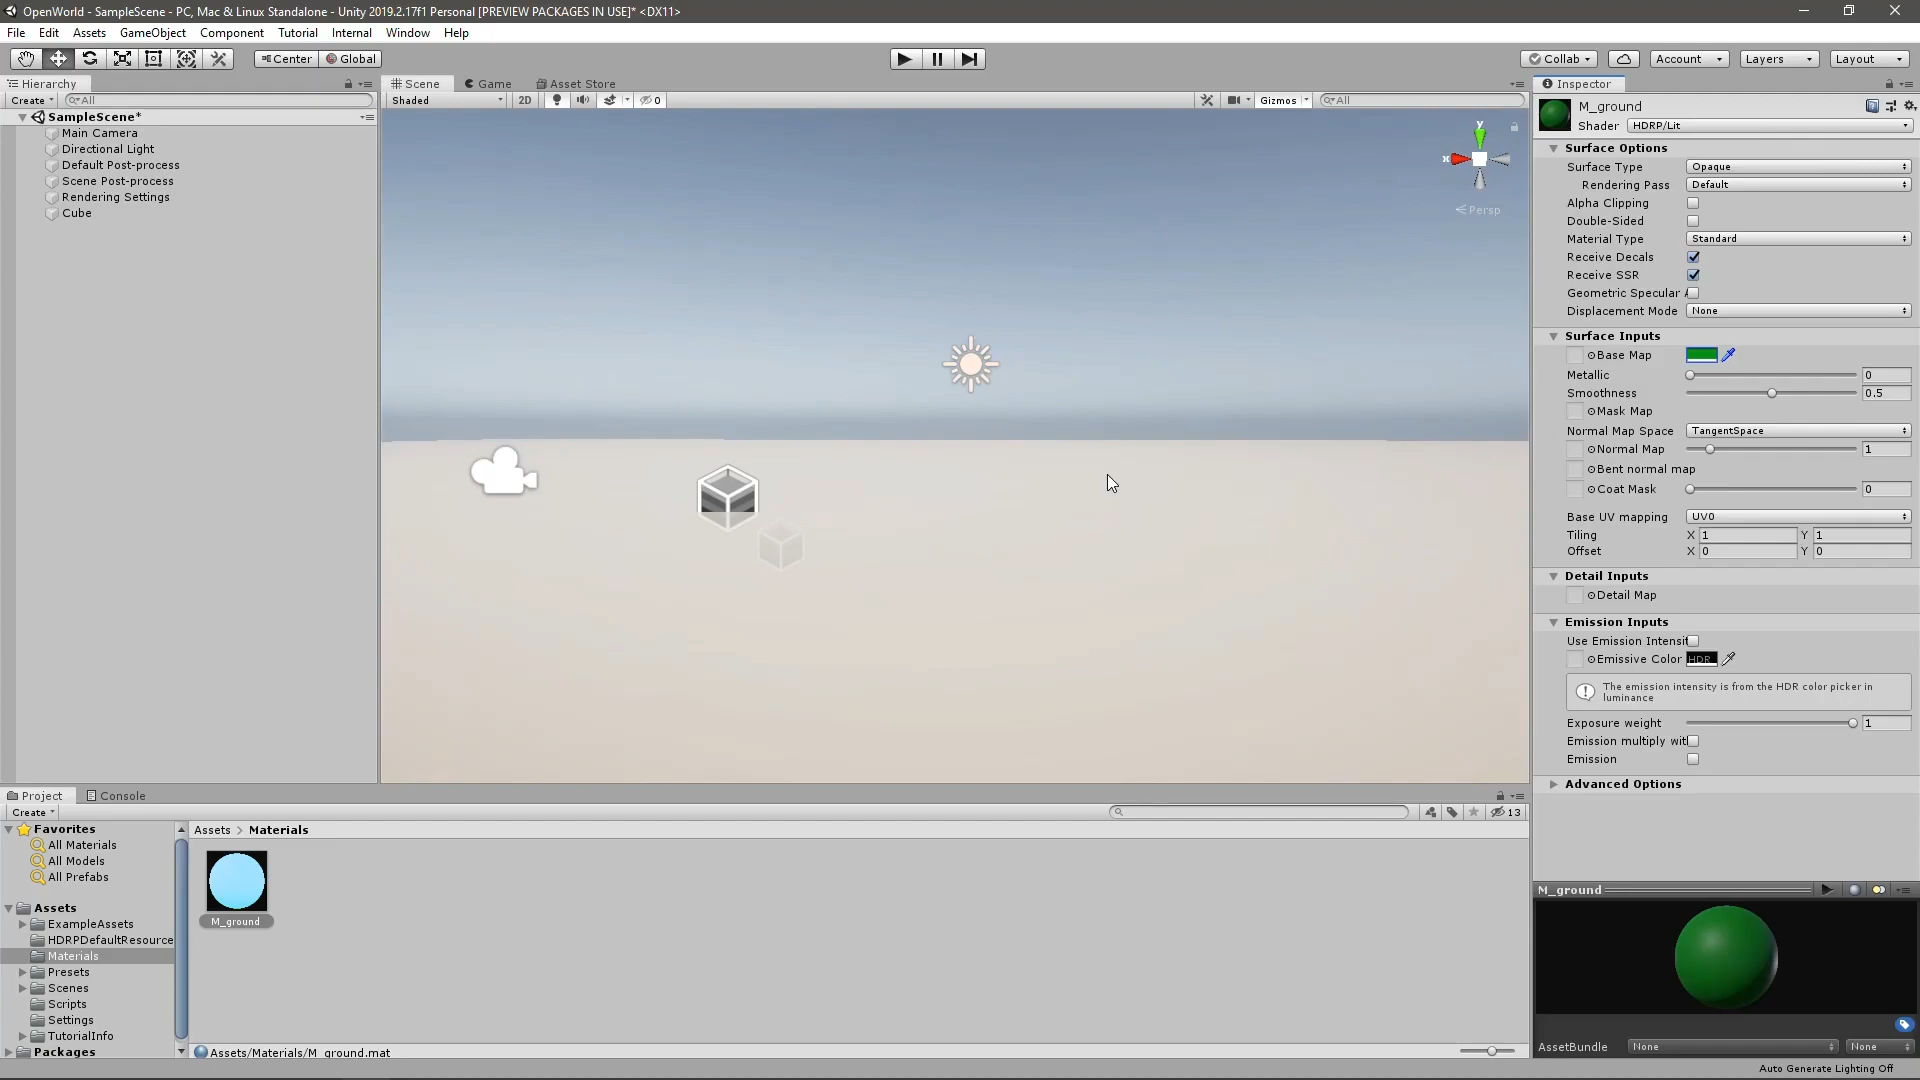 OpenWorld - SampleScene - PC, Mac & Linux Standalone - Unity 2019.2.17f1 Personal [PREVIEW PACKAGES IN USE]* <DX11>
File Edit Assets GameObject Component Tutorial Internal Window Help
Center Global Collab Account Layers Layout
Hierarchy
Create All
SampleScene*
Main Camera
Directional Light
Default Post-process
Scene Post-process
Rendering Settings
Cube
Scene Game Asset Store
Shaded 2D 0 Gizmos All
y
x
Persp
Inspector
M_ground
Shader HDRP/Lit
Surface Options
Surface Type Opaque
Rendering Pass Default
Alpha Clipping
Double-Sided
Material Type Standard
Receive Decals
Receive SSR
Geometric Specular
Displacement Mode None
Surface Inputs
Base Map
Metallic 0
Smoothness 0.5
Mask Map
Normal Map Space TangentSpace
Normal Map 1
Bent normal map
Coat Mask 0
Base UV mapping UV0
Tiling X 1 Y 1
Offset X 0 Y 0
Detail Inputs
Detail Map
Emission Inputs
Use Emission Intensit
Emissive Color HDR
The emission intensity is from the HDR color picker in
luminance
Exposure weight 1
Emission multiply wit
Emission
Advanced Options
Project Console
Create 13
Favorites
All Materials
All Models
All Prefabs
Assets
ExampleAssets
HDRPDefaultResource
Materials
Presets
Scenes
Scripts
Settings
TutorialInfo
Packages
Assets > Materials
M_ground
Assets/Materials/M_ground.mat
M_ground
AssetBundle None None
Auto Generate Lighting Off